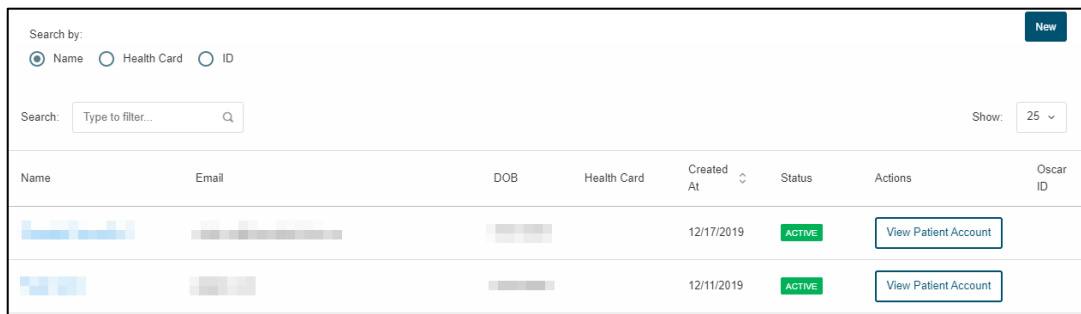 New
Search by:
Name Health Card ID
Search: Type to filter... Show: 25
Name Email DOB Health Card Created At Status Actions Oscar ID
12/17/2019 ACTIVE View Patient Account
12/11/2019 ACTIVE View Patient Account